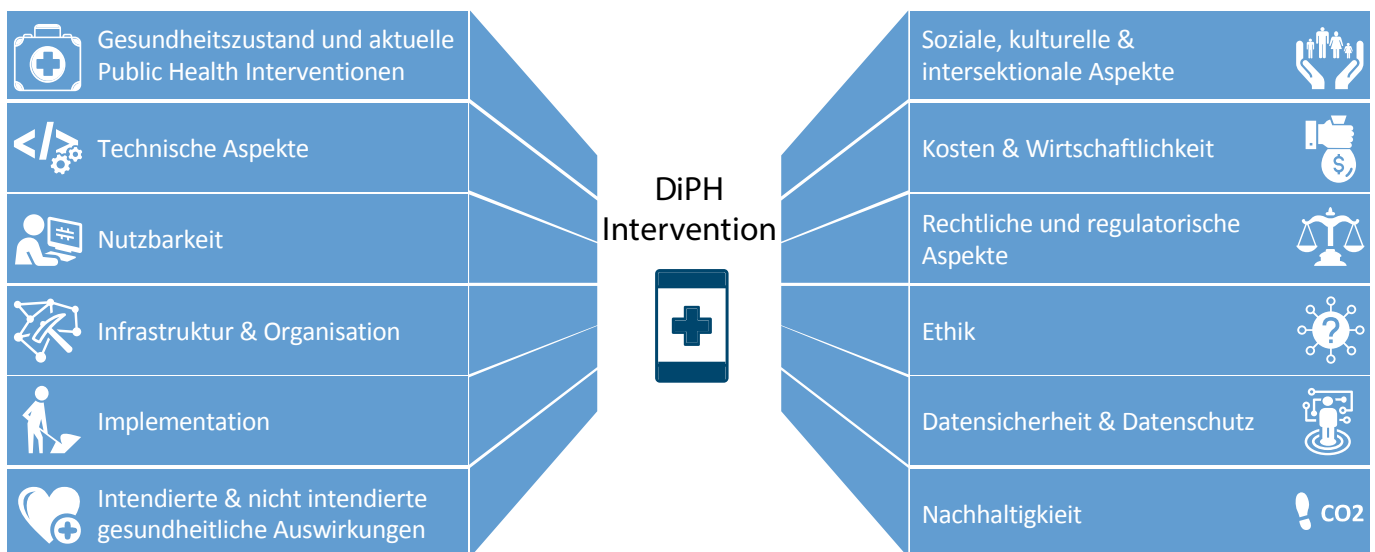 Gesundheitszustand und aktuelle
Public Health Interventionen
Technische Aspekte
Nutzbarkeit
Infrastruktur & Organisation
Implementation
Intendierte & nicht intendierte
gesundheitliche Auswirkungen
DiPH
Intervention
Soziale, kulturelle &
intersektionale Aspekte
Kosten & Wirtschaftlichkeit
$
Rechtliche und regulatorische
Aspekte
Ethik
?
Datensicherheit & Datenschutz
Nachhaltigkieit
CO2